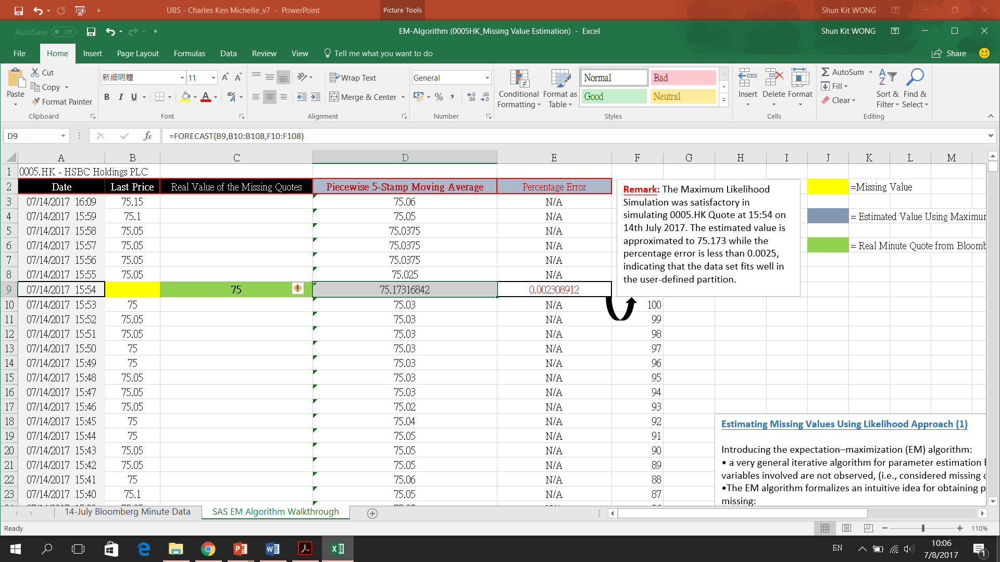 UBS - Charles Ken Michelle_v7 - PowerPoint
Picture Tools
Shun Kit WONG
AutoSave Off
EM-Algorithm (0005HK_Missing Value Estimation) - Excel
Shun Kit WONG
File Home Insert Page Layout Formulas Data Review View Tell me what you want to do
Share
Paste
Cut
Copy
Format Painter
Clipboard
新細明體 11
B I U
Font
Wrap Text
Merge & Center
Alignment
General
Number
Conditional Formatting
Format as Table
Normal Bad
Good Neutral
Styles
Insert Delete Format
Cells
AutoSum
Fill
Clear
Sort & Filter
Find & Select
Editing
D9
fx
=FORECAST(B9,B10:B108,F10:F108)
A B C D E F G H I J K L M
1 0005.HK - HSBC Holdings PLC
2 Date Last Price Real Value of the Missing Quotes Piecewise 5-Stamp Moving Average Percentage Error
3 07/14/2017 16:09 75.15 75.06 N/A
4 07/14/2017 15:59 75.1 75.05 N/A
5 07/14/2017 15:58 75.05 75.0375 N/A
6 07/14/2017 15:57 75.05 75.0375 N/A
7 07/14/2017 15:56 75.05 75.0375 N/A
8 07/14/2017 15:55 75.05 75.025 N/A
9 07/14/2017 15:54 75 75.17316842 0.002308912
10 07/14/2017 15:53 75 75.03 N/A 100
11 07/14/2017 15:52 75.05 75.03 N/A 99
12 07/14/2017 15:51 75.05 75.03 N/A 98
13 07/14/2017 15:50 75 75.03 N/A 97
14 07/14/2017 15:49 75 75.03 N/A 96
15 07/14/2017 15:48 75.05 75.03 N/A 95
16 07/14/2017 15:47 75.05 75.03 N/A 94
17 07/14/2017 15:46 75.05 75.02 N/A 93
18 07/14/2017 15:45 75 75.04 N/A 92
19 07/14/2017 15:44 75 75.05 N/A 91
20 07/14/2017 15:43 75.05 75.05 N/A 90
21 07/14/2017 15:42 75.05 75.05 N/A 89
22 07/14/2017 15:41 75 75.06 N/A 88
23 07/14/2017 15:40 75.1 75.05 N/A 87
Remark: The Maximum Likelihood
Simulation was satisfactory in
simulating 0005.HK Quote at 15:54 on
14th July 2017. The estimated value is
approximated to 75.173 while the
percentage error is less than 0.0025,
indicating that the data set fits well in
the user-defined partition.
=Missing Value
= Estimated Value Using Maximum
= Real Minute Quote from Bloomb
Estimating Missing Values Using Likelihood Approach (1)
Introducing the expectation–maximization (EM) algorithm:
• a very general iterative algorithm for parameter estimation
variables involved are not observed, (i.e., considered missing
•The EM algorithm formalizes an intuitive idea for obtaining p
missing:
14-July Bloomberg Minute Data
SAS EM Algorithm Walkthrough
Ready
110%
EN
10:06
7/8/2017
1